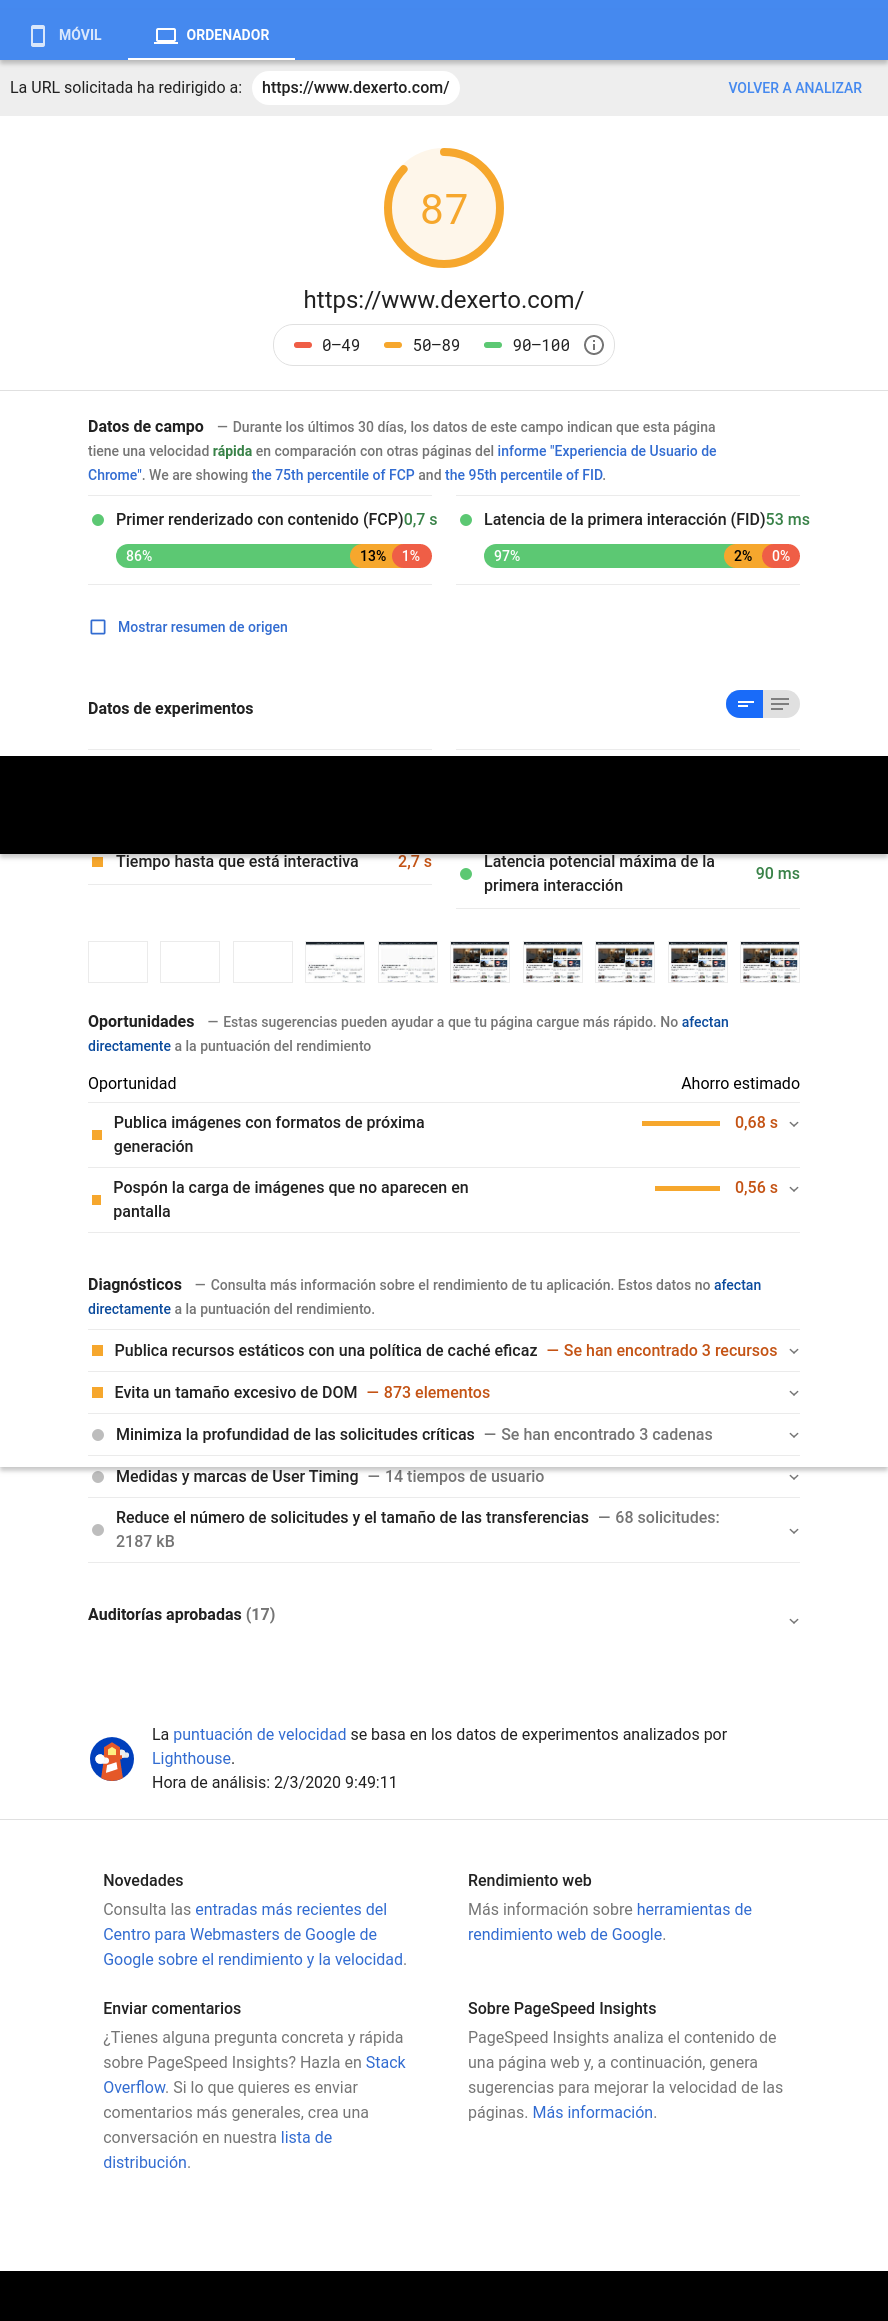 MÓVIL
ORDENADOR
La URL solicitada ha redirigido a: https://www.dexerto.com/
VOLVER A ANALIZAR
87
https://www.dexerto.com/
0–49 50–89 90–100
Datos de campo — Durante los últimos 30 días, los datos de este campo indican que esta página
tiene una velocidad rápida en comparación con otras páginas del informe "Experiencia de Usuario de
Chrome". We are showing the 75th percentile of FCP and the 95th percentile of FID.
Primer renderizado con contenido (FCP) 0,7 s
86% 13% 1%
Latencia de la primera interacción (FID) 53 ms
97% 2% 0%
Mostrar resumen de origen
Datos de experimentos
Tiempo hasta que está interactiva 2,7 s
Latencia potencial máxima de la
primera interacción
90 ms
Oportunidades — Estas sugerencias pueden ayudar a que tu página cargue más rápido. No afectan
directamente a la puntuación del rendimiento
Oportunidad Ahorro estimado
Publica imágenes con formatos de próxima
generación
0,68 s
Pospón la carga de imágenes que no aparecen en
pantalla
0,56 s
Diagnósticos — Consulta más información sobre el rendimiento de tu aplicación. Estos datos no afectan
directamente a la puntuación del rendimiento.
Publica recursos estáticos con una política de caché eficaz — Se han encontrado 3 recursos
Evita un tamaño excesivo de DOM — 873 elementos
Minimiza la profundidad de las solicitudes críticas — Se han encontrado 3 cadenas
Medidas y marcas de User Timing — 14 tiempos de usuario
Reduce el número de solicitudes y el tamaño de las transferencias — 68 solicitudes:
2187 kB
Auditorías aprobadas (17)
La puntuación de velocidad se basa en los datos de experimentos analizados por
Lighthouse.
Hora de análisis: 2/3/2020 9:49:11
Novedades
Consulta las entradas más recientes del
Centro para Webmasters de Google de
Google sobre el rendimiento y la velocidad.
Rendimiento web
Más información sobre herramientas de
rendimiento web de Google.
Enviar comentarios
¿Tienes alguna pregunta concreta y rápida
sobre PageSpeed Insights? Hazla en Stack
Overflow. Si lo que quieres es enviar
comentarios más generales, crea una
conversación en nuestra lista de
distribución.
Sobre PageSpeed Insights
PageSpeed Insights analiza el contenido de
una página web y, a continuación, genera
sugerencias para mejorar la velocidad de las
páginas. Más información.